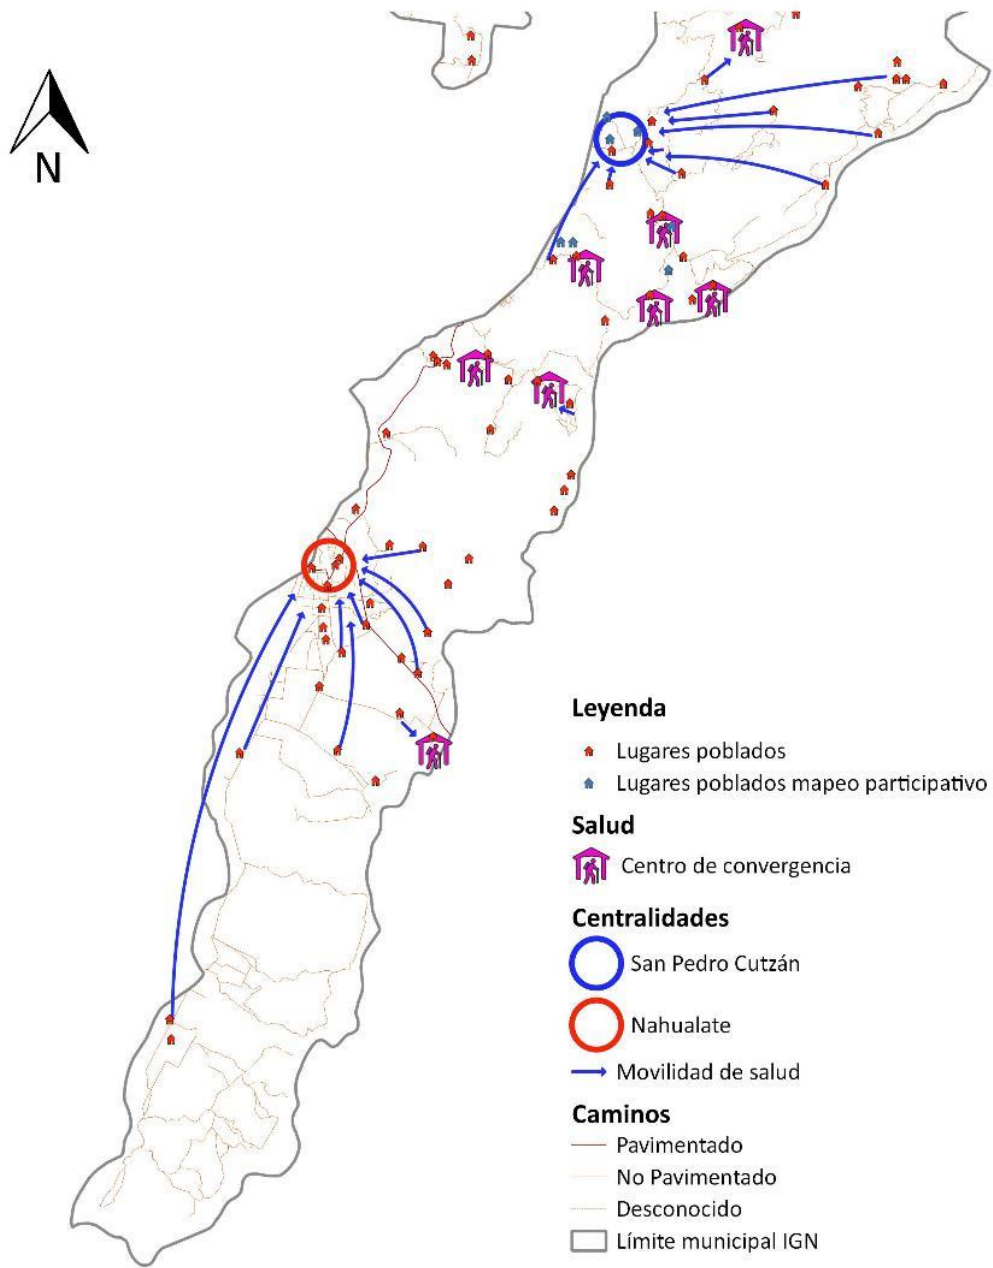 N
Leyenda
Lugares poblados
Lugares poblados mapeo participativo
Salud
Centro de convergencia
Centralidades
San Pedro Cutzán
Nahualate
Movilidad de salud
Caminos
Pavimentado
No Pavimentado
Desconocido
Límite municipal IGN